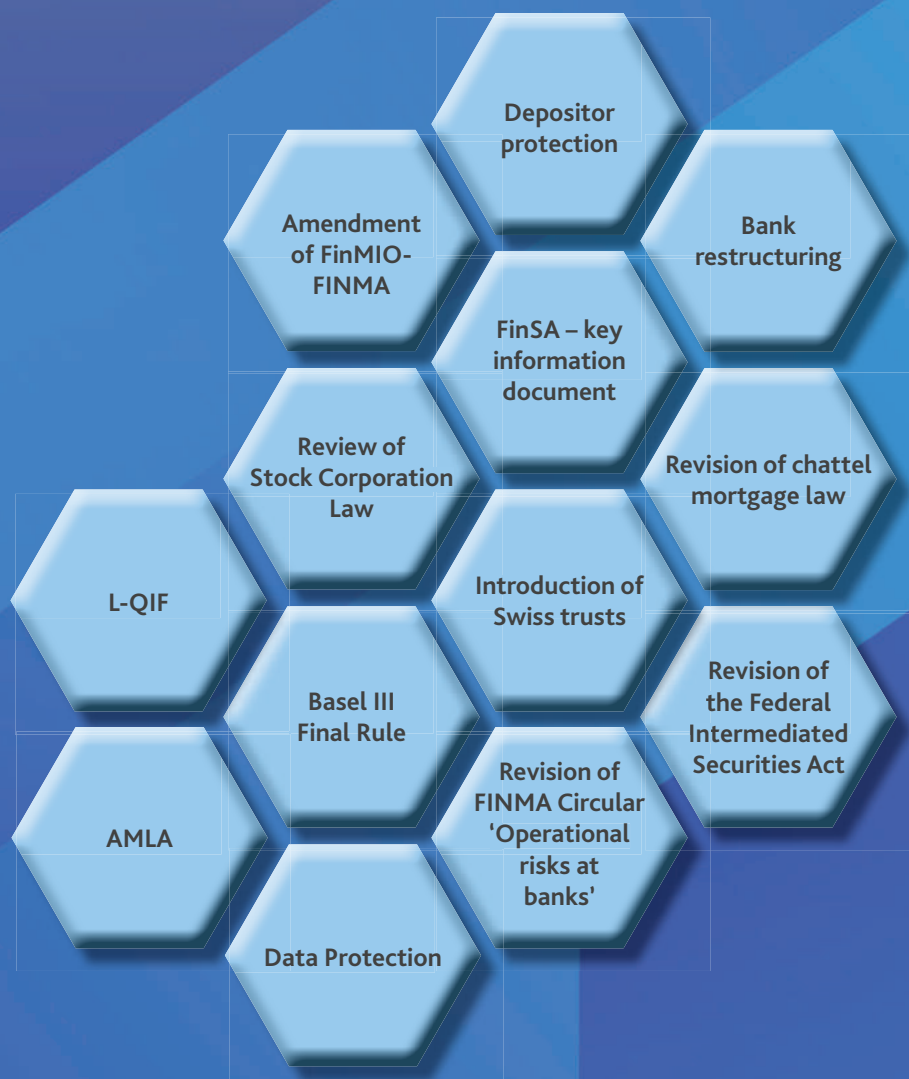 Depositor
protection
Amendment
of FinMIO-
FINMA
Bank
restructuring
FinSA – key
information
document
Review of
Stock Corporation
Law
Revision of chattel
mortgage law
L-QIF
Introduction of
Swiss trusts
Basel III
Final Rule
Revision of
the Federal
Intermediated
Securities Act
AMLA
Revision of
FINMA Circular
‘Operational
risks at
banks’
Data Protection